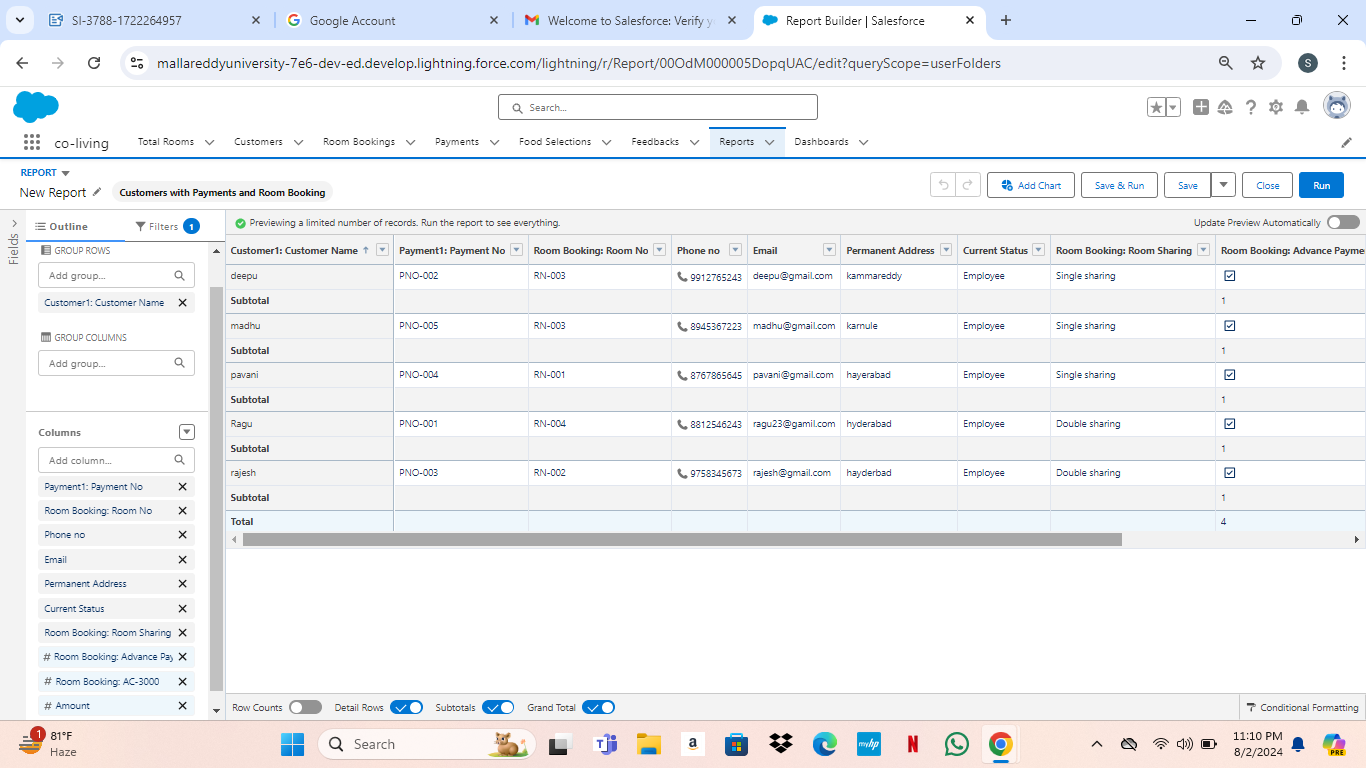 SI-3788-1722264957
Google Account
Welcome to Salesforce: Verify y
Report Builder | Salesforce
mallareddyuniversity-7e6-dev-ed.develop.lightning.force.com/lightning/r/Report/00OdM000005DopqUAC/edit?queryScope=userFolders
S
Search...
co-living
Total Rooms
Customers
Room Bookings
Payments
Food Selections
Feedbacks
Reports
Dashboards
REPORT
New Report
Customers with Payments and Room Booking
Add Chart
Save & Run
Save
Close
Run
Fields
Outline
Filters 1
Previewing a limited number of records. Run the report to see everything.
Update Preview Automatically
GROUP ROWS
Add group...
Customer1: Customer Name
GROUP COLUMNS
Add group...
Columns
Add column...
Payment1: Payment No
Room Booking: Room No
Phone no
Email
Permanent Address
Current Status
Room Booking: Room Sharing
# Room Booking: Advance Pay
# Room Booking: AC-3000
# Amount
Customer1: Customer Name ↑ Payment1: Payment No Room Booking: Room No Phone no Email Permanent Address Current Status Room Booking: Room Sharing Room Booking: Advance Payme
deepu PNO-002 RN-003 9912765243 deepu@gmail.com kammareddy Employee Single sharing
Subtotal 1
madhu PNO-005 RN-003 8945367223 madhu@gmail.com karnule Employee Single sharing
Subtotal 1
pavani PNO-004 RN-001 8767865645 pavani@gmail.com hayerabad Employee Single sharing
Subtotal 1
Ragu PNO-001 RN-004 8812546243 ragu23@gamil.com hyderabad Employee Double sharing
Subtotal 1
rajesh PNO-003 RN-002 9758345673 rajesh@gmail.com hayderbad Employee Double sharing
Subtotal 1
Total 4
Row Counts
Detail Rows
Subtotals
Grand Total
Conditional Formatting
1
81°F
Haze
Search
a
myhp
N
PRE
11:10 PM
8/2/2024